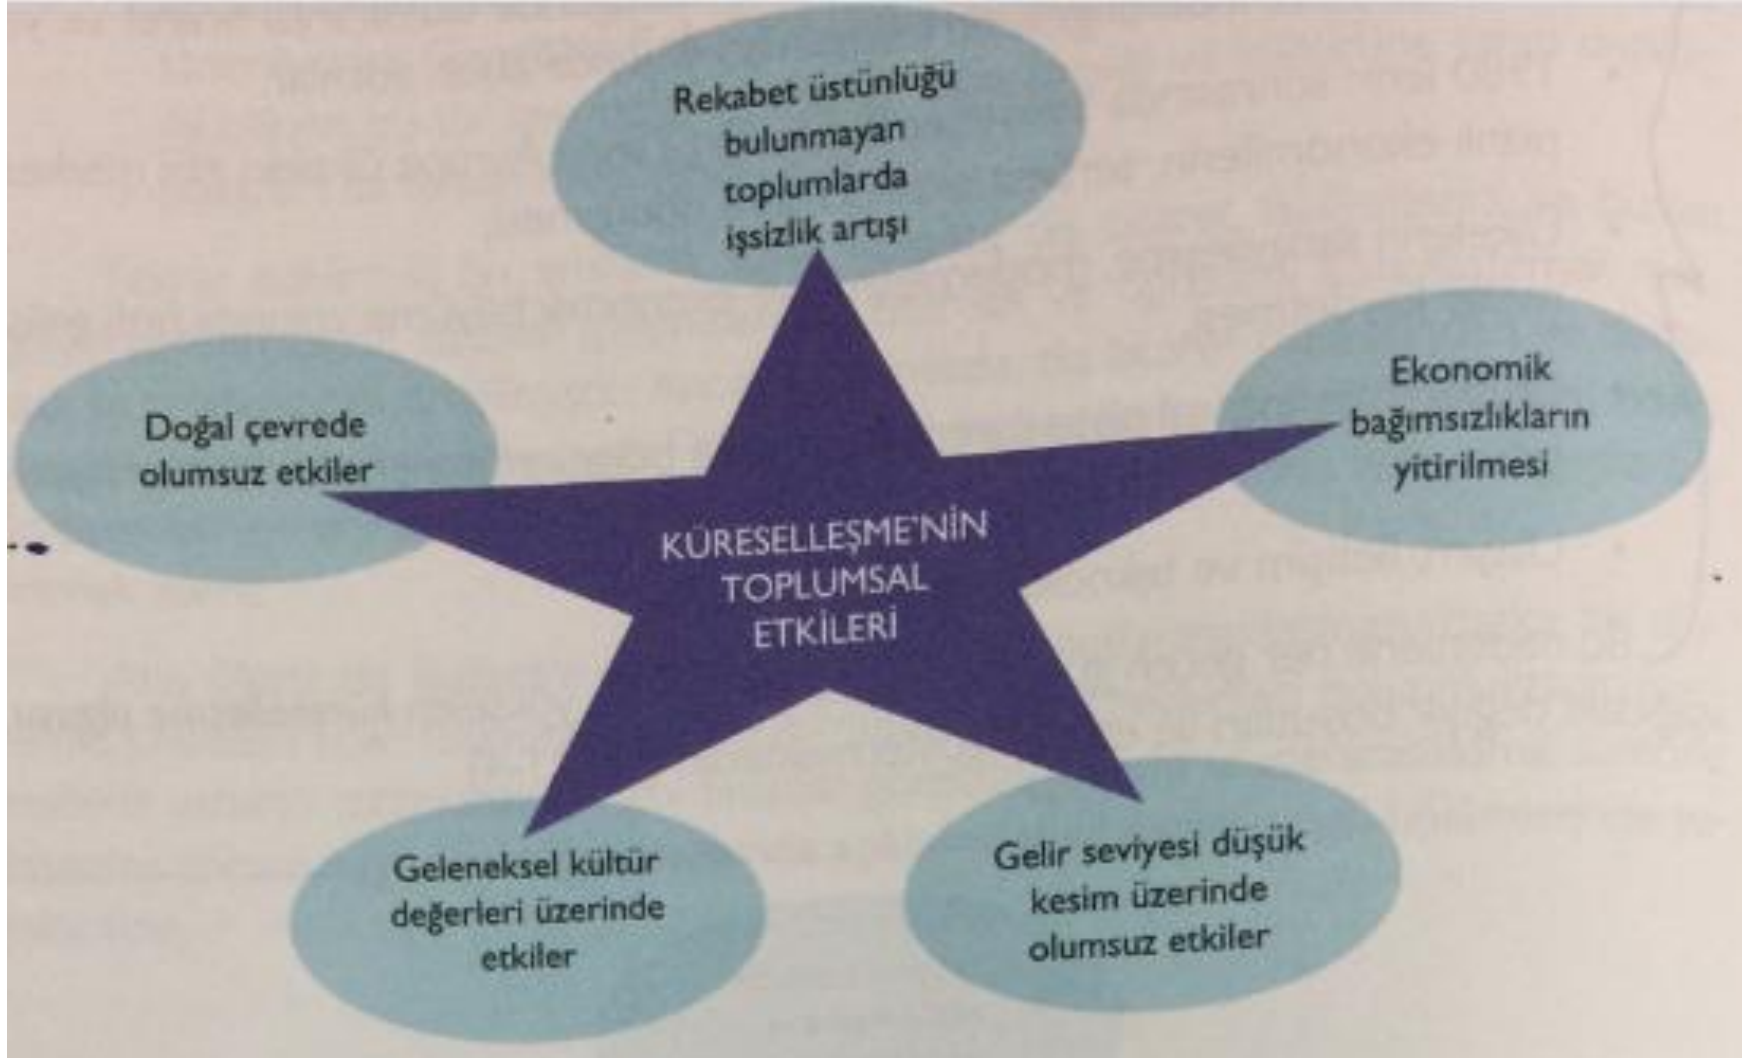 Rekabet üstünlüğü
bulunmayan
toplumlarda
işsizlik artışı
Ekonomik
bağımsızlıkların
yitirilmesi
Doğal çevrede
olumsuz etkiler
KÜRESELLEŞME'NİN
TOPLUMSAL
ETKİLERİ
Geleneksel kültür
değerleri üzerinde
etkiler
Gelir seviyesi düşük
kesim üzerinde
olumsuz etkiler